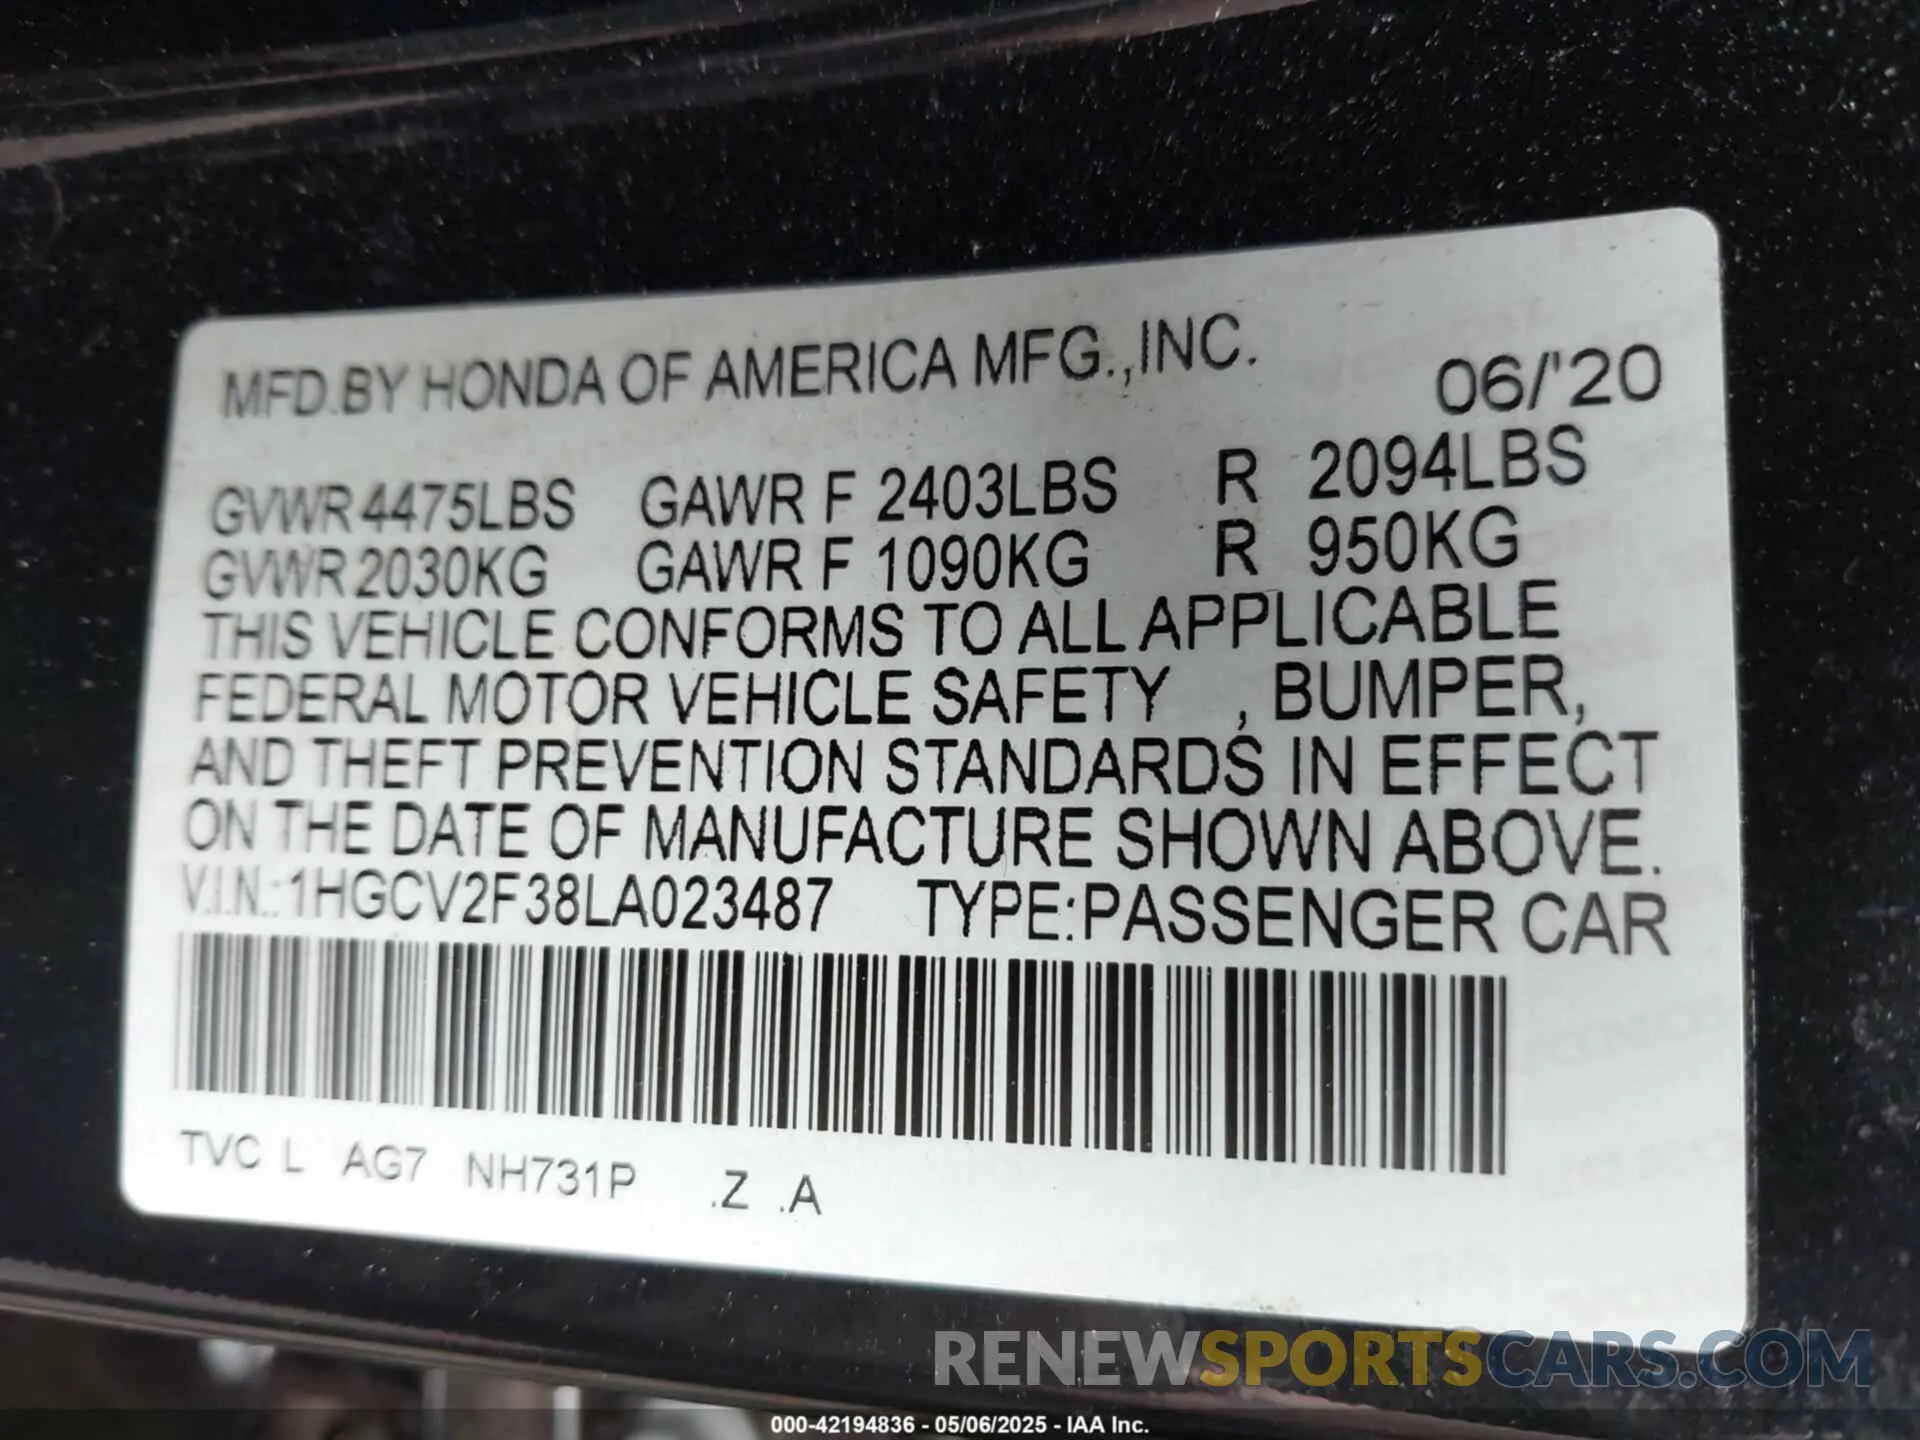 MFD.BY HONDA OF AMERICA MFG.,INC. 06/'20
GVWR 4475LBS GAWR F 2403LBS R 2094LBS
GVWR 2030KG GAWR F 1090KG R 950KG
THIS VEHICLE CONFORMS TO ALL APPLICABLE
FEDERAL MOTOR VEHICLE SAFETY , BUMPER,
AND THEFT PREVENTION STANDARDS IN EFFECT
ON THE DATE OF MANUFACTURE SHOWN ABOVE.
V.I.N.:1HGCV2F38LA023487 TYPE:PASSENGER CAR
TVC L AG7 NH731P .Z .A
RENEWSPORTSCARS.COM
000-42194836 - 05/06/2025 - IAA Inc.